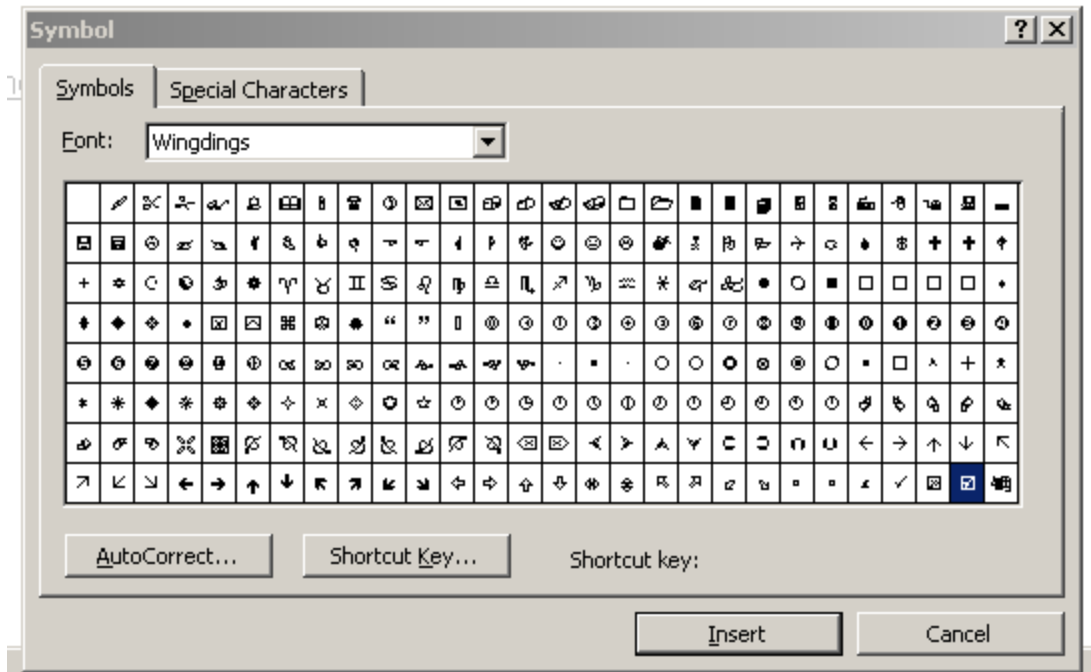 Symbol
Symbols
Special Characters
Font:
Wingdings
AutoCorrect...
Shortcut Key...
Shortcut key:
Insert
Cancel